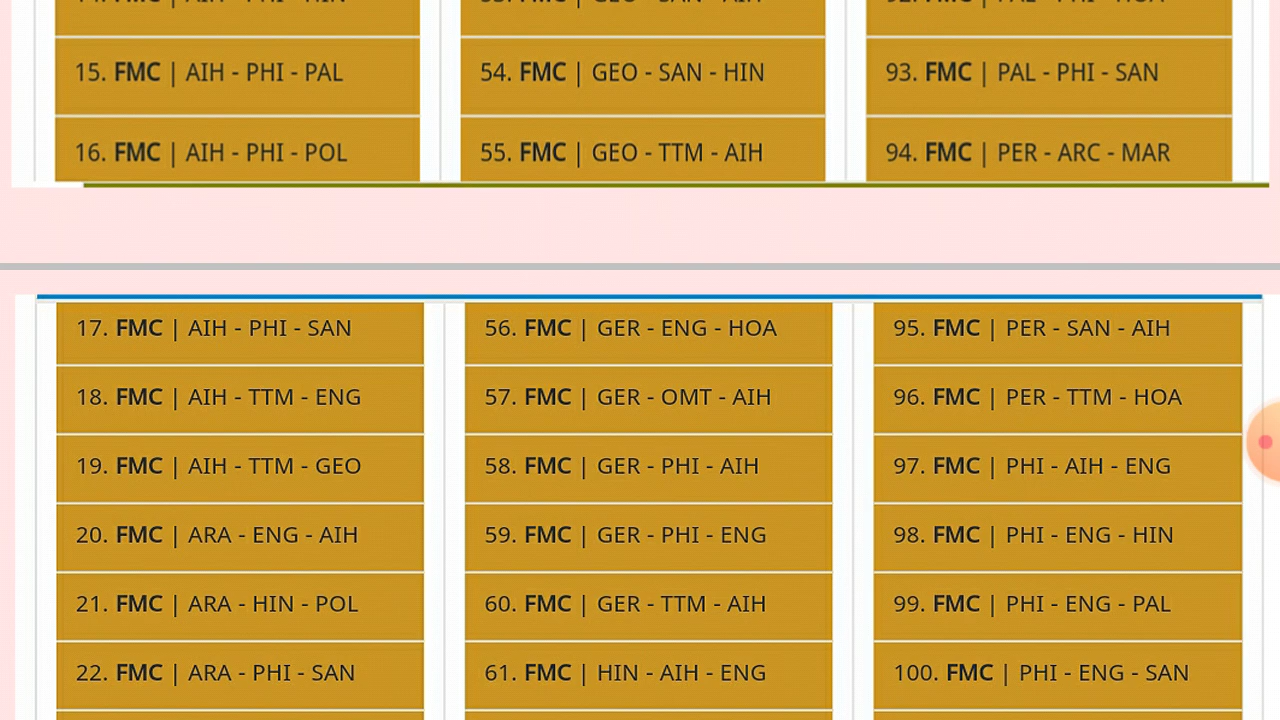 15. FMC | AIH - PHI - PAL
54. FMC | GEO - SAN - HIN
93. FMC | PAL - PHI - SAN
16. FMC | AIH - PHI - POL
55. FMC | GEO - TTM - AIH
94. FMC | PER - ARC - MAR
17. FMC | AIH - PHI - SAN
56. FMC | GER - ENG - HOA
95. FMC | PER - SAN - AIH
18. FMC | AIH - TTM - ENG
57. FMC | GER - OMT - AIH
96. FMC | PER - TTM - HOA
19. FMC | AIH - TTM - GEO
58. FMC | GER - PHI - AIH
97. FMC | PHI - AIH - ENG
20. FMC | ARA - ENG - AIH
59. FMC | GER - PHI - ENG
98. FMC | PHI - ENG - HIN
21. FMC | ARA - HIN - POL
60. FMC | GER - TTM - AIH
99. FMC | PHI - ENG - PAL
22. FMC | ARA - PHI - SAN
61. FMC | HIN - AIH - ENG
100. FMC | PHI - ENG - SAN